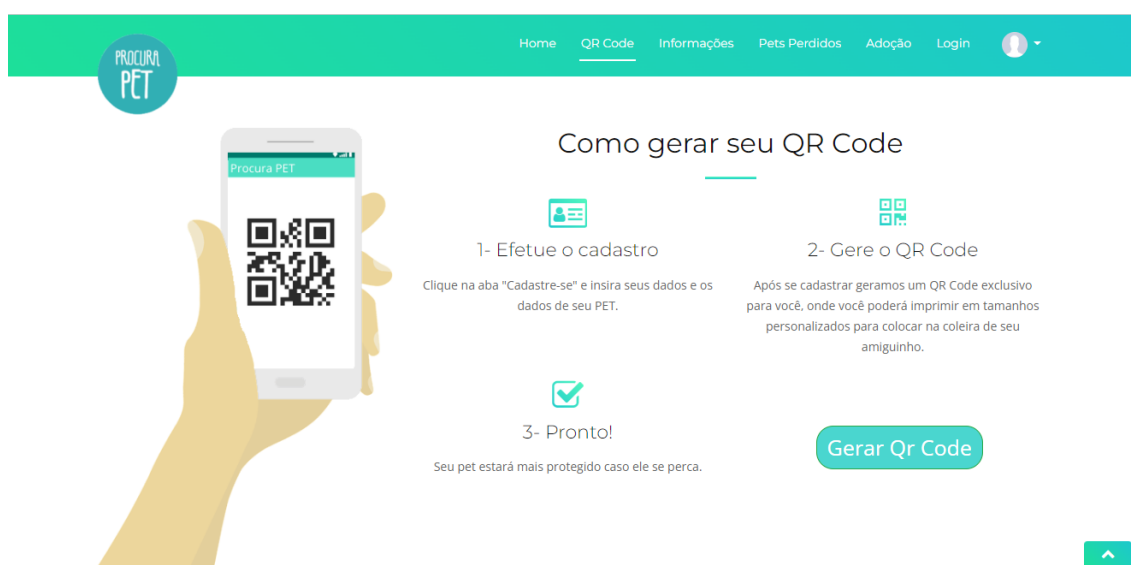 PROCURA
PET
Home QR Code Informações Pets Perdidos Adoção Login
Procura PET
Como gerar seu QR Code
1- Efetue o cadastro
Clique na aba "Cadastre-se" e insira seus dados e os
dados de seu PET.
2- Gere o QR Code
Após se cadastrar geramos um QR Code exclusivo
para você, onde você poderá imprimir em tamanhos
personalizados para colocar na coleira de seu
amiguinho.
3- Pronto!
Seu pet estará mais protegido caso ele se perca.
Gerar Qr Code